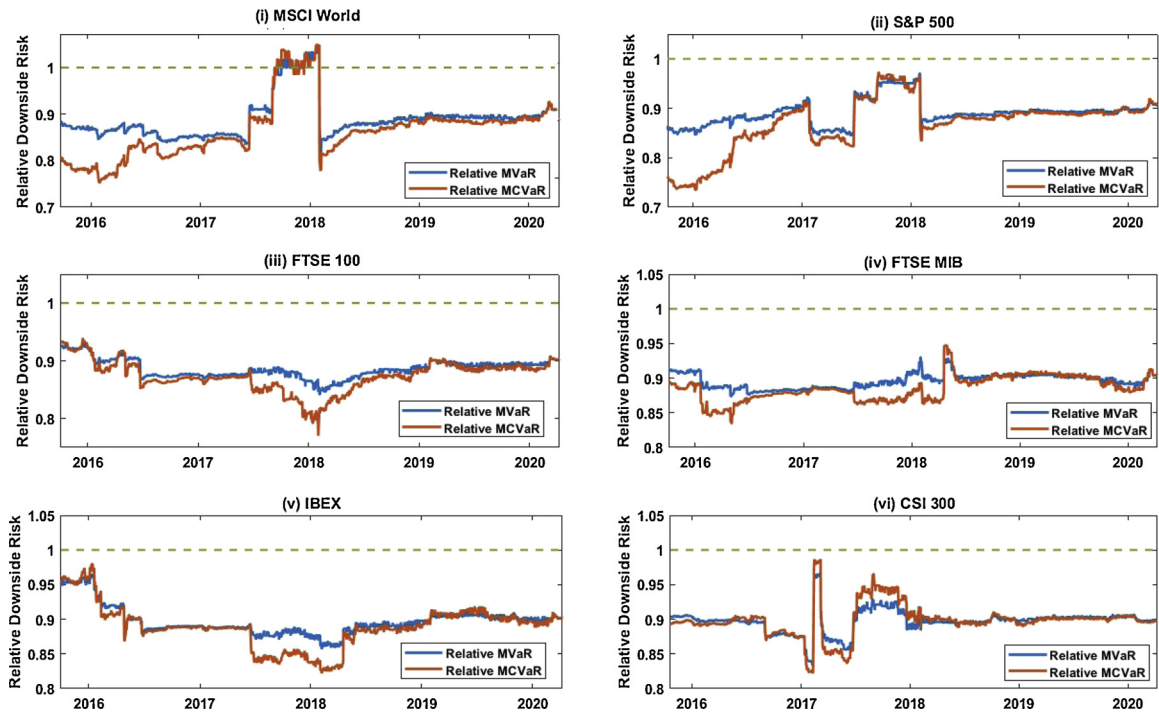 (i) MSCI World
Relative Downside Risk
1
0.9
0.8
0.7
Relative MVaR
Relative MCVaR
2016 2017 2018 2019 2020
(ii) S&P 500
Relative Downside Risk
1
0.9
0.8
0.7
Relative MVaR
Relative MCVaR
2016 2017 2018 2019 2020
(iii) FTSE 100
Relative Downside Risk
1
0.9
0.8
Relative MVaR
Relative MCVaR
2016 2017 2018 2019 2020
(iv) FTSE MIB
Relative Downside Risk
1.05
1
0.95
0.9
0.85
0.8
Relative MVaR
Relative MCVaR
2016 2017 2018 2019 2020
(v) IBEX
Relative Downside Risk
1.05
1
0.95
0.9
0.85
0.8
Relative MVaR
Relative MCVaR
2016 2017 2018 2019 2020
(vi) CSI 300
Relative Downside Risk
1.05
1
0.95
0.9
0.85
0.8
Relative MVaR
Relative MCVaR
2016 2017 2018 2019 2020